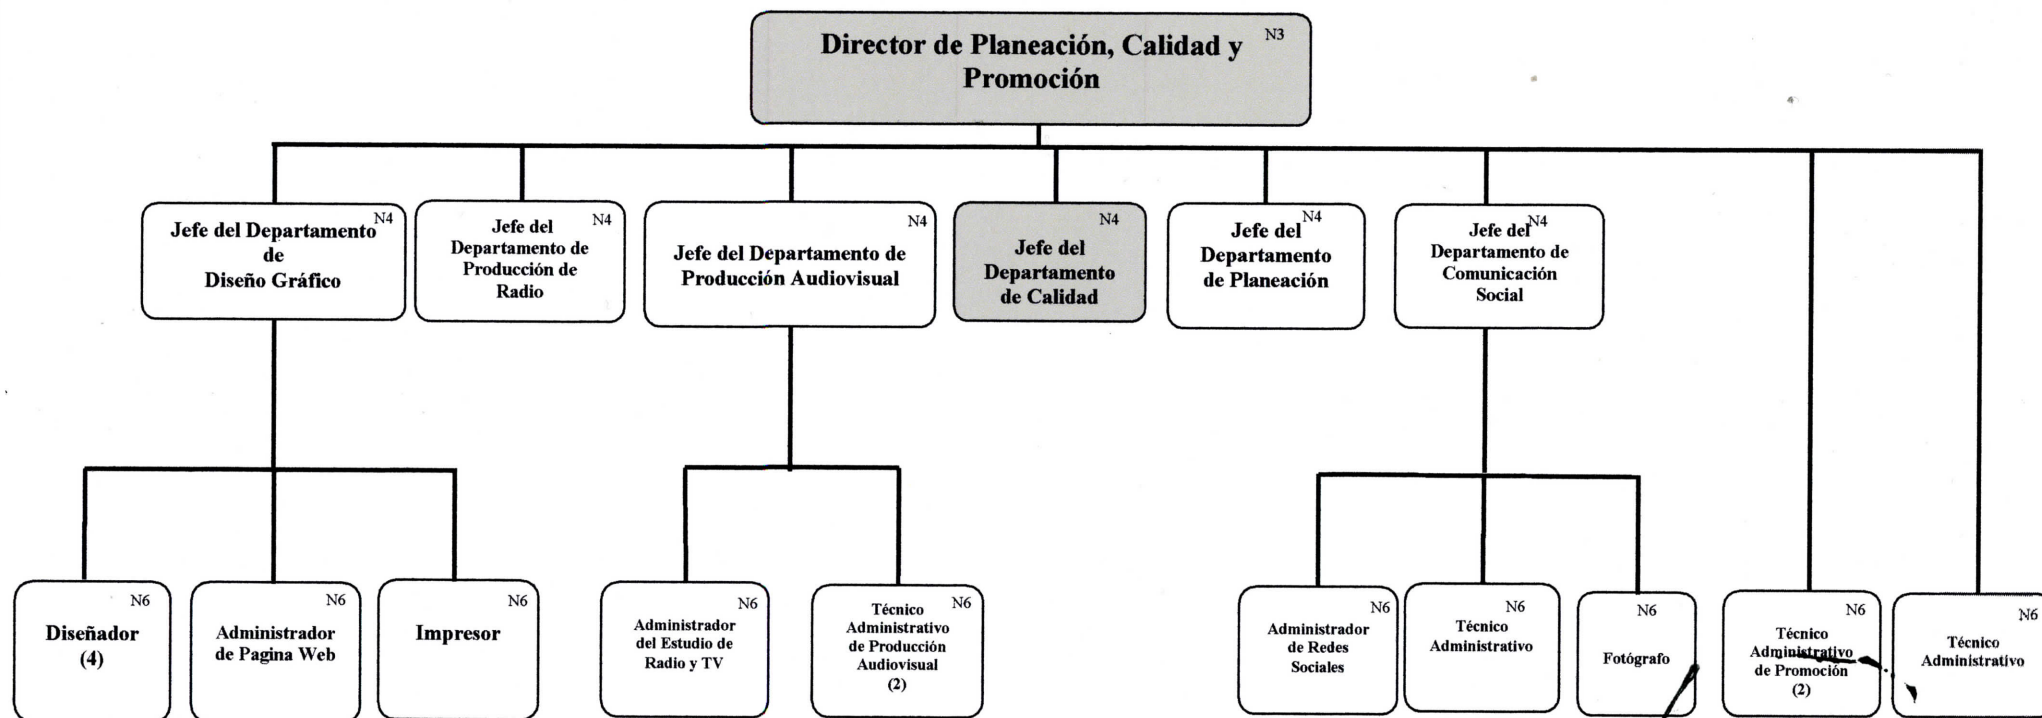 Director de Planeación, Calidad y N3
Promoción
Jefe del Departamento N4
de
Diseño Gráfico
N4
Jefe del
Departamento de
Producción de
Radio
N4
Jefe del Departamento de
Producción Audiovisual
N4
Jefe del
Departamento
de Calidad
N4
Jefe del
Departamento
de Planeación
N4
Jefe del
Departamento de
Comunicación
Social
N6
Diseñador
(4)
N6
Administrador
de Pagina Web
N6
Impresor
N6
Administrador
del Estudio de
Radio y TV
Técnico N6
Administrativo
de Producción
Audiovisual
(2)
N6
Administrador
de Redes
Sociales
N6
Técnico
Administrativo
N6
Fotógrafo
N6
Técnico
Administrativo
de Promoción
(2)
N6
Técnico
Administrativo